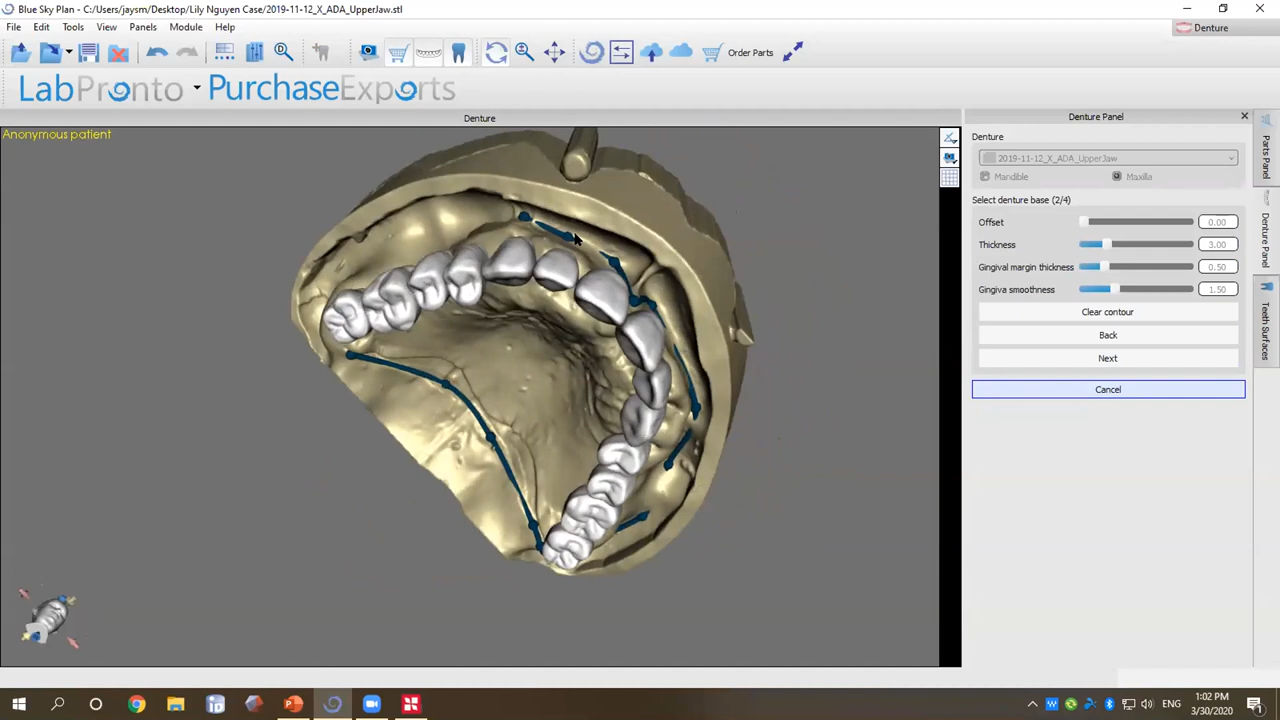 Blue Sky Plan - C:/Users/jaysm/Desktop/Lily Nguyen Case/2019-11-12_X_ADA_UpperJaw.stl
File Edit Tools View Panels Module Help
Denture
Order Parts
LabPronto PurchaseExports
Denture
Denture Panel
Anonymous patient
Denture
2019-11-12_X_ADA_UpperJaw
Mandible Maxilla
Select denture base (2/4)
Offset 0.00
Thickness 3.00
Gingival margin thickness 0.50
Gingiva smoothness 1.50
Clear contour
Back
Next
Cancel
Parts Panel
Denture Panel
Teeth Surfaces
ENG
1:02 PM
3/30/2020